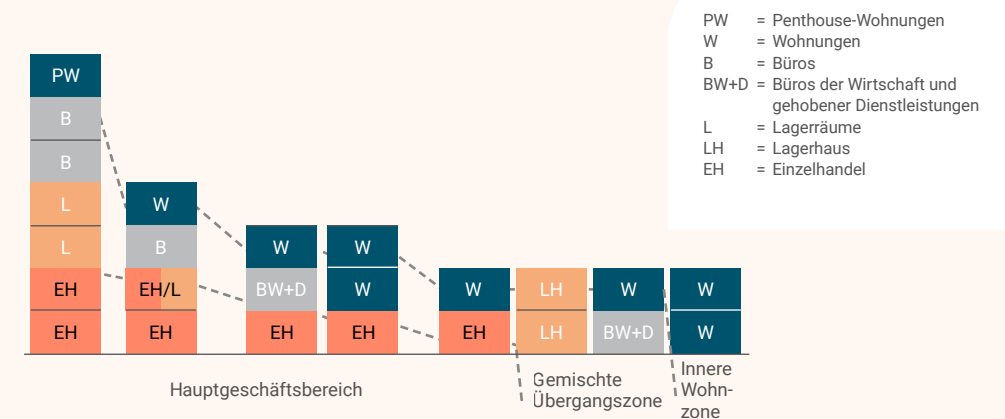 PW = Penthouse-Wohnungen
W = Wohnungen
B = Büros
BW+D = Büros der Wirtschaft und
gehobener Dienstleistungen
L = Lagerräume
LH = Lagerhaus
EH = Einzelhandel
PW
B
B
L
L
EH
EH
W
B
EH/L
EH
W
BW+D
EH
W
W
EH
W
EH
LH
LH
W
BW+D
W
W
Hauptgeschäftsbereich
Gemischte
Übergangszone
Innere
Wohn-
zone